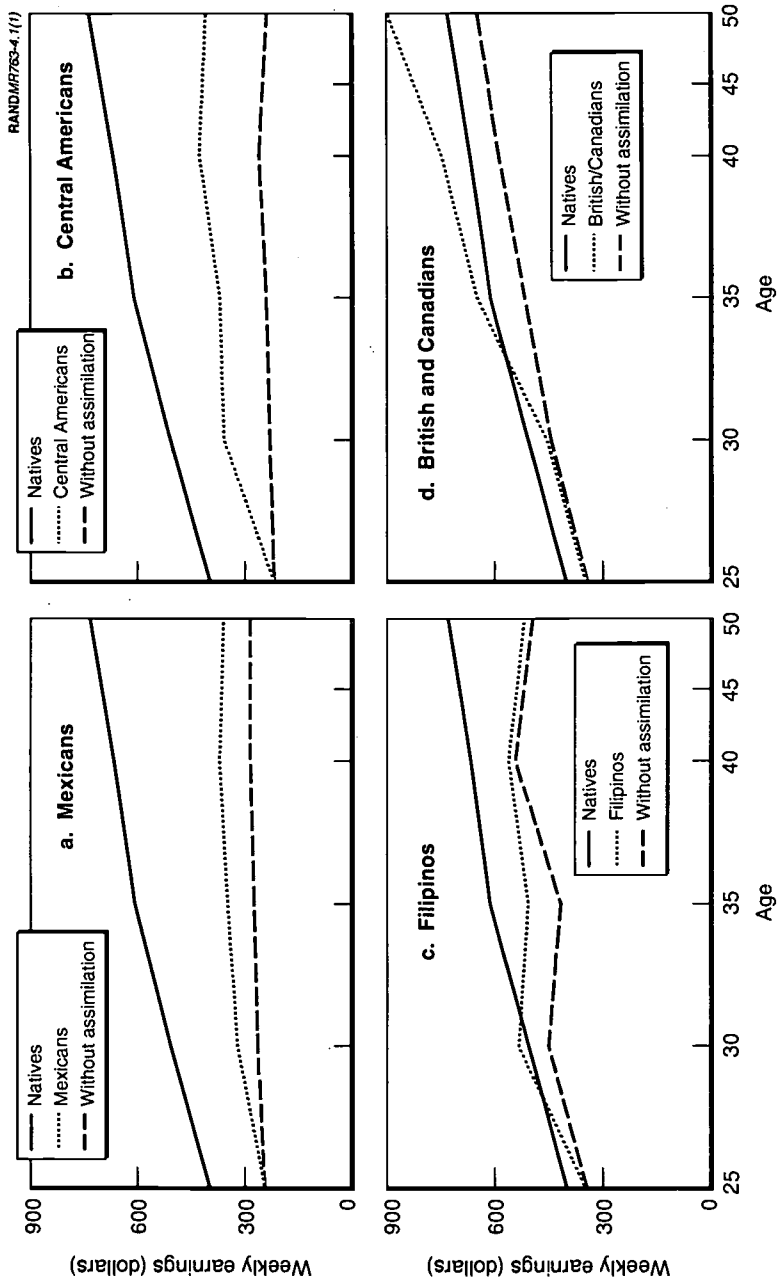 RANDMR763-4.1(1)
Weekly earnings (dollars)
900
600
300
0
Natives
Mexicans
Without assimilation
a. Mexicans
Natives
Central Americans
Without assimilation
b. Central Americans
Weekly earnings (dollars)
900
600
300
0
c. Filipinos
Natives
Filipinos
Without assimilation
25
30
35
40
45
50
Age
d. British and Canadians
Natives
British/Canadians
Without assimilation
25
30
35
40
45
50
Age